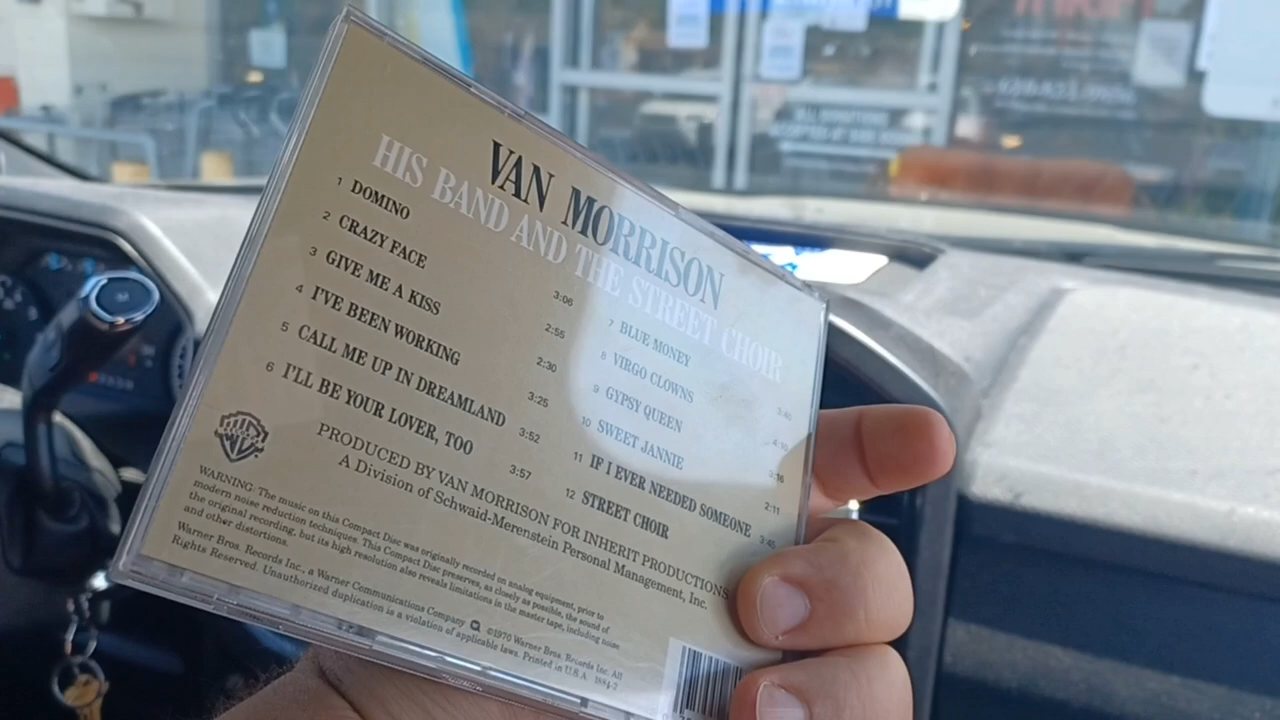 VAN MORRISON
HIS BAND AND THE STREET CHOIR
1 DOMINO 3:06
2 CRAZY FACE 2:55
3 GIVE ME A KISS 2:30
4 I'VE BEEN WORKING 3:25
5 CALL ME UP IN DREAMLAND 3:52
6 I'LL BE YOUR LOVER, TOO 3:57
7 BLUE MONEY 3:40
8 VIRGO CLOWNS
9 GYPSY QUEEN
10 SWEET JANNIE 2:11
11 IF I EVER NEEDED SOMEONE 3:45
12 STREET CHOIR
PRODUCED BY VAN MORRISON FOR INHERIT PRODUCTIONS
A Division of Schwaid-Merenstein Personal Management, Inc.
WARNING: The music on this Compact Disc was originally recorded on analog equipment, prior to
modern noise reduction techniques. This Compact Disc preserves, as closely as possible, the sound of
the original recording, but its high resolution also reveals limitations in the master tape, including noise
and other distortions.
Warner Bros. Records Inc., a Warner Communications Company ©1970 Warner Bros. Records Inc. All
Rights Reserved. Unauthorized duplication is a violation of applicable laws. Printed in U.S.A. 1884-2